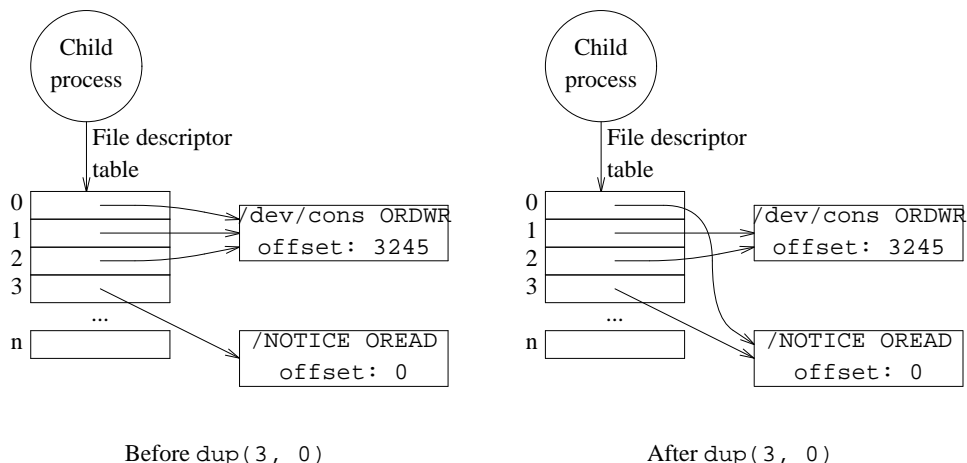 Child
process
File descriptor
table
0
1
2
3
...
n
/dev/cons ORDWR
offset: 3245
/NOTICE OREAD
offset: 0
Before dup(3, 0)
Child
process
File descriptor
table
0
1
2
3
...
n
/dev/cons ORDWR
offset: 3245
/NOTICE OREAD
offset: 0
After dup(3, 0)